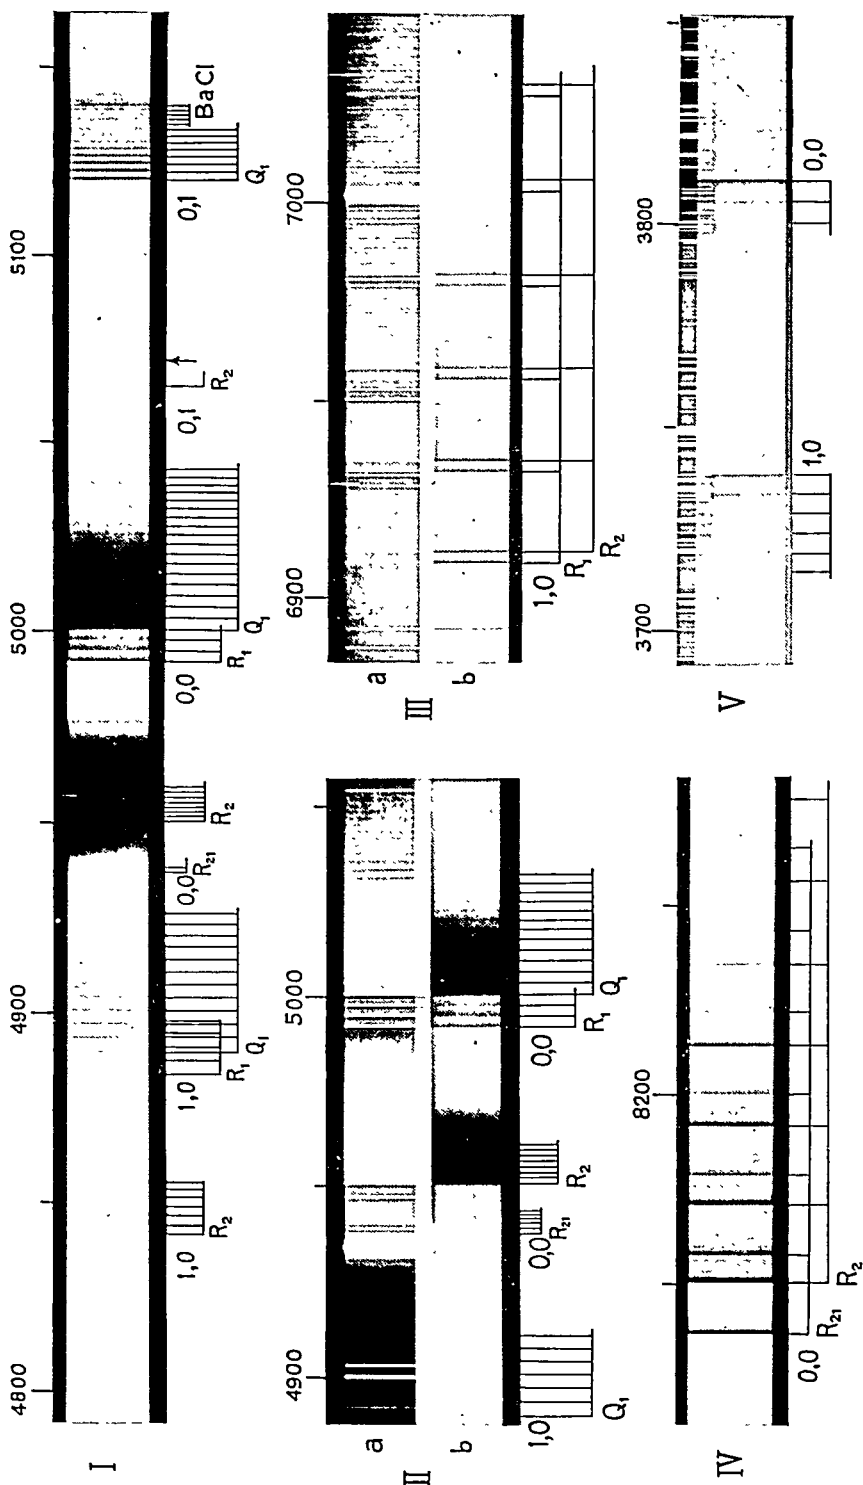 4800 4900 5000 5100
I
1,0 1,0 0,0 0,0 0,1 0,1 BaCl
R₂ R₁ Q₁ R₂₁ R₂ R₁ Q₁ R₂ Q₁
4900 5000
a
II
b
1,0 0,0 0,0
Q₁ R₂₁ R₂ R₁ Q₁
6900 7000
a
III
b
1,0
R₁
R₂
8200
IV
0,0
R₂₁
R₂
3700 3800
V
1,0 0,0